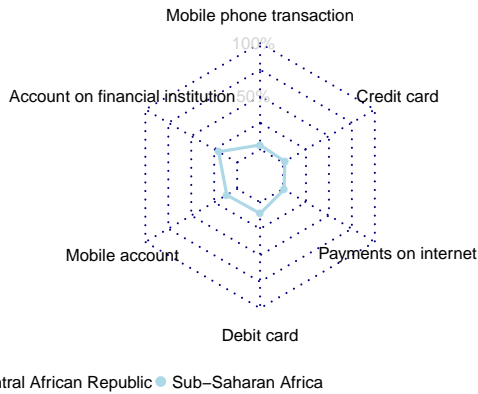 Mobile phone transaction
100%
Account on financial institution
50%
Credit card
Mobile account
Payments on internet
Debit card
tral African Republic
Sub−Saharan Africa